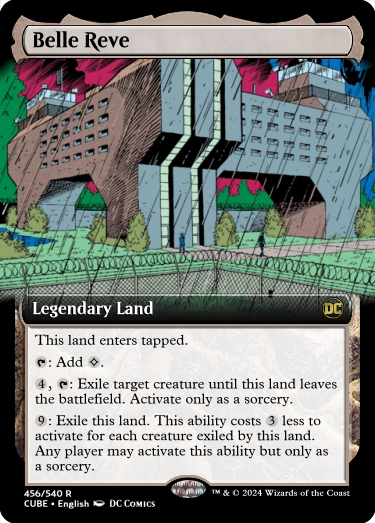 Belle Reve
Legendary Land
DC
This land enters tapped.
: Add .
4, : Exile target creature until this land leaves
the battlefield. Activate only as a sorcery.
9: Exile this land. This ability costs 3 less to
activate for each creature exiled by this land.
Any player may activate this ability but only as
a sorcery.
456/540 R
CUBE • English DC Comics
™ & © 2024 Wizards of the Coast